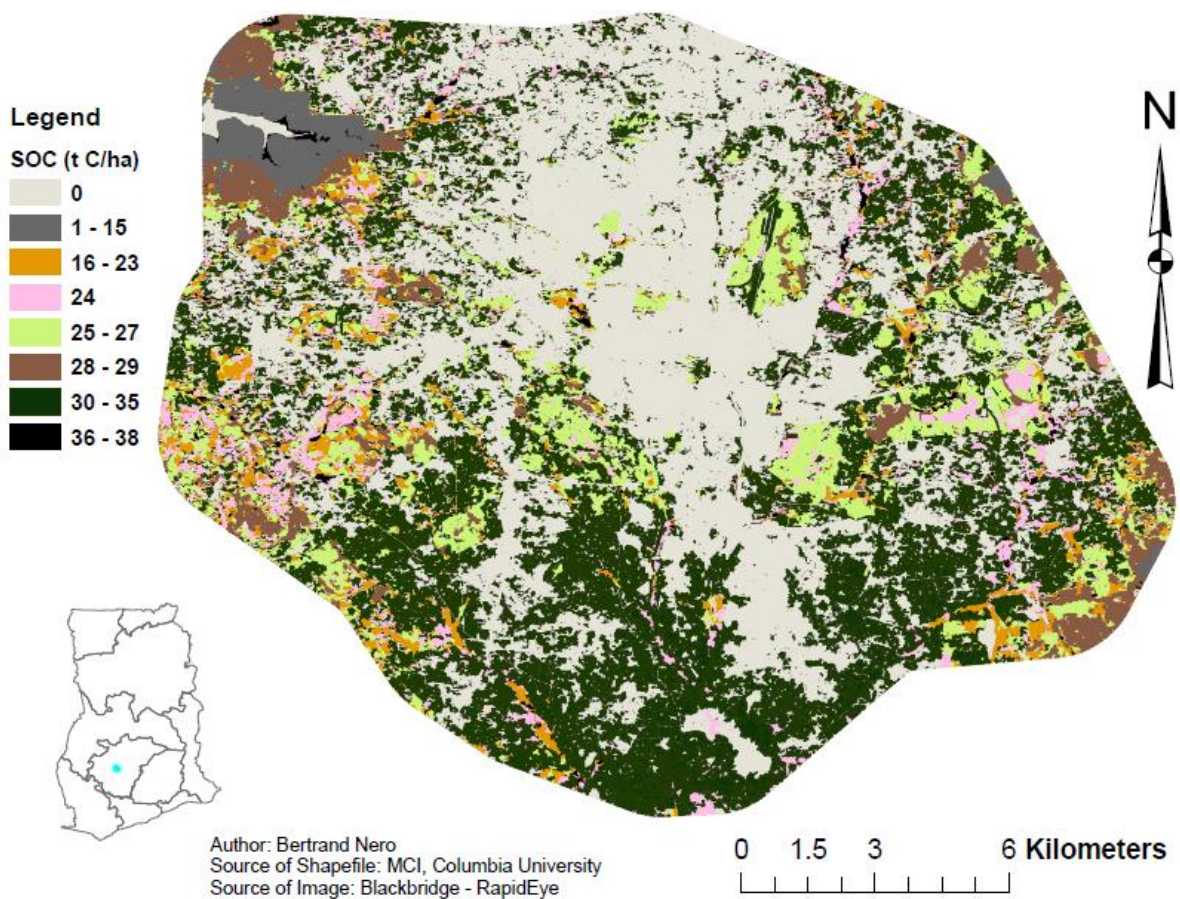 Legend
SOC (t C/ha)
0
1 - 15
16 - 23
24
25 - 27
28 - 29
30 - 35
36 - 38
N
Author: Bertrand Nero
Source of Shapefile: MCI, Columbia University
Source of Image: Blackbridge - RapidEye
0 1.5 3 6 Kilometers